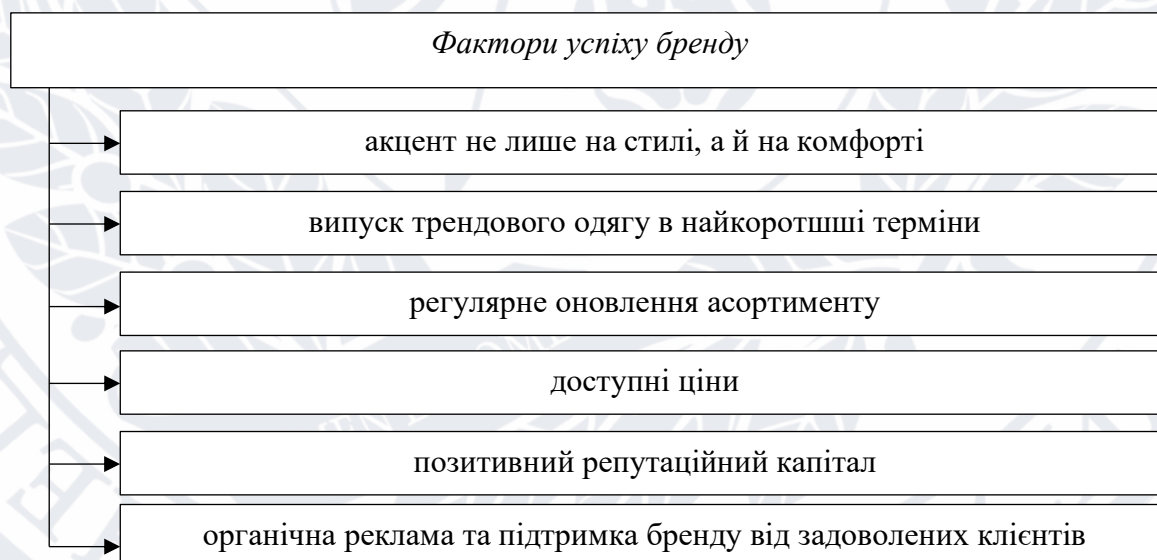 Фактори успіху бренду
акцент не лише на стилі, а й на комфорті
випуск трендового одягу в найкоротшші терміни
регулярне оновлення асортименту
доступні ціни
позитивний репутаційний капітал
органічна реклама та підтримка бренду від задоволених клієнтів